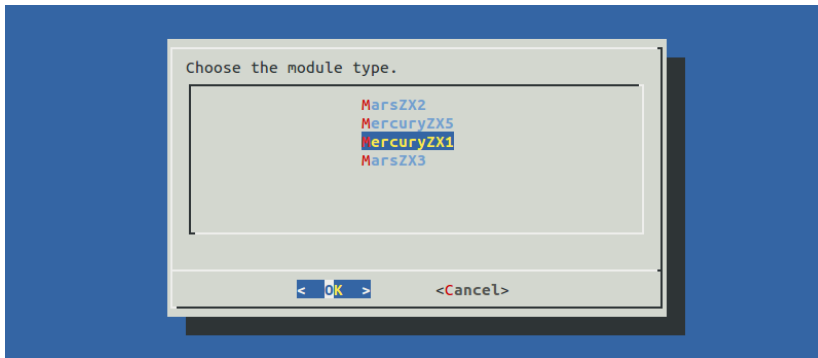 Choose the module type.
MarsZX2
MercuryZX5
MercuryZX1
MarsZX3
< OK > <Cancel>